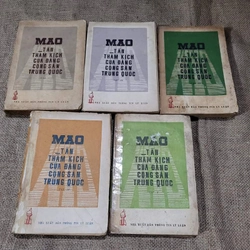 MAO
...TẤN
THẢM KỊCH
CỦA ĐẢNG
CỘNG SẢN
TRUNG QUỐC
MAO
...TẤN
THẢM KỊCH
CỦA ĐẢNG
CỘNG SẢN
TRUNG QUỐC
MAO
...TẤN
THẢM KỊCH
CỦA ĐẢNG
CỘNG SẢN
TRUNG QUỐC
MAO
...TẤN
THẢM KỊCH
CỦA ĐẢNG
CỘNG SẢN
TRUNG QUỐC
MAO
...TẤN
THẢM KỊCH
CỦA ĐẢNG
CỘNG SẢN
TRUNG QUỐC